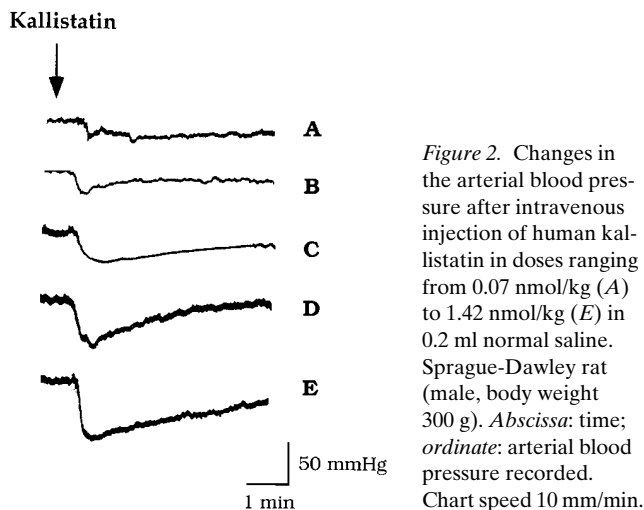 Kallistatin
A
B
C
D
E
50 mmHg
1 min
Figure 2. Changes in
the arterial blood pres-
sure after intravenous
injection of human kal-
listatin in doses ranging
from 0.07 nmol/kg (A)
to 1.42 nmol/kg (E) in
0.2 ml normal saline.
Sprague-Dawley rat
(male, body weight
300 g). Abscissa: time;
ordinate: arterial blood
pressure recorded.
Chart speed 10 mm/min.